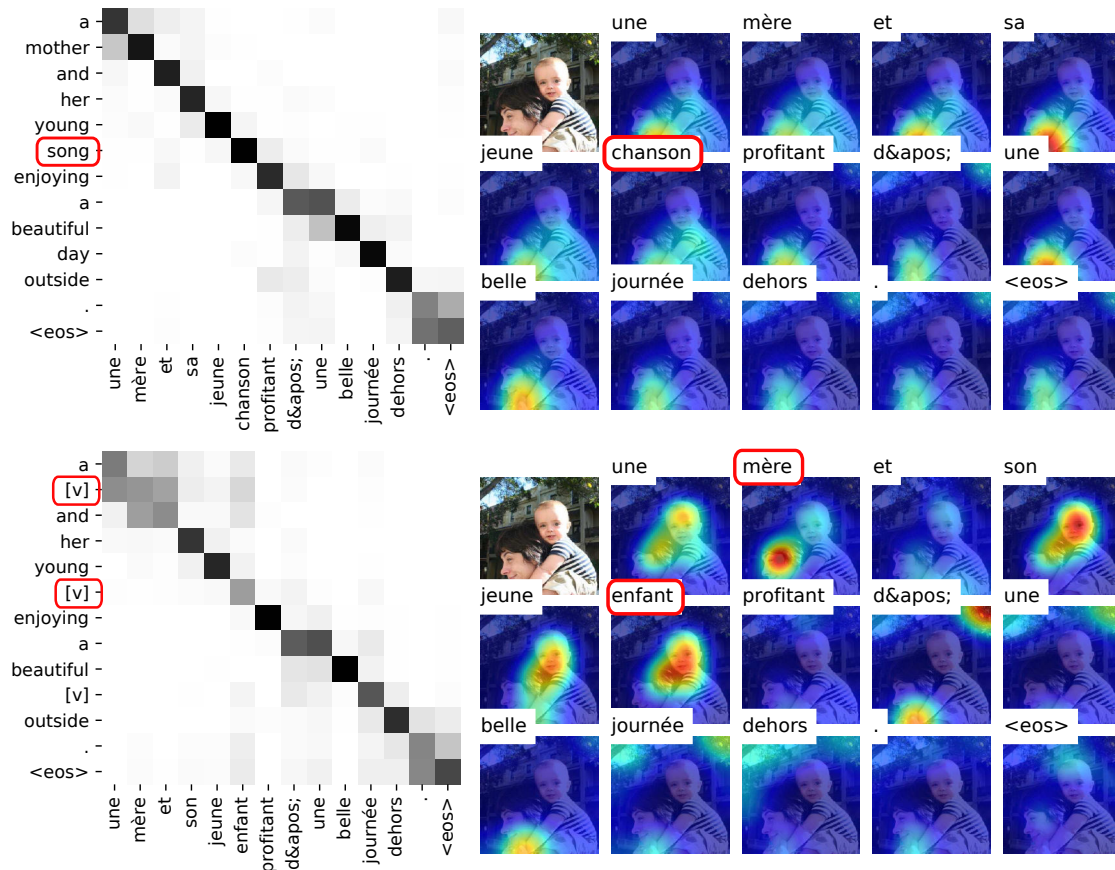 a
mother
and
her
young
song
enjoying
a
beautiful
day
outside
.
<eos>
une mère et sa jeune chanson profitant d&apos; une belle journée dehors . <eos>
une mère et sa
jeune chanson profitant d&apos; une
belle journée dehors . <eos>
a
[v]
and
her
young
[v]
enjoying
a
beautiful
[v]
outside
.
<eos>
une mère et son jeune enfant profitant d&apos; une belle journée dehors . <eos>
une mère et son
jeune enfant profitant d&apos; une
belle journée dehors . <eos>